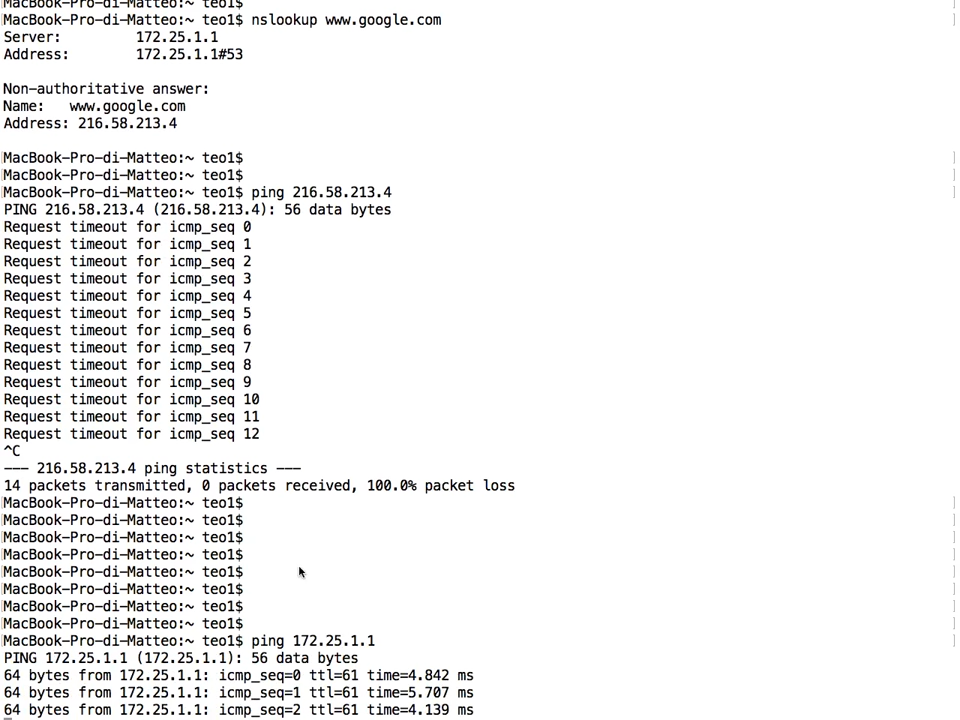 MacBook-Pro-di-Matteo:~ teo1$
MacBook-Pro-di-Matteo:~ teo1$ nslookup www.google.com
Server:		172.25.1.1
Address:	172.25.1.1#53

Non-authoritative answer:
Name:	www.google.com
Address: 216.58.213.4

MacBook-Pro-di-Matteo:~ teo1$
MacBook-Pro-di-Matteo:~ teo1$
MacBook-Pro-di-Matteo:~ teo1$ ping 216.58.213.4
PING 216.58.213.4 (216.58.213.4): 56 data bytes
Request timeout for icmp_seq 0
Request timeout for icmp_seq 1
Request timeout for icmp_seq 2
Request timeout for icmp_seq 3
Request timeout for icmp_seq 4
Request timeout for icmp_seq 5
Request timeout for icmp_seq 6
Request timeout for icmp_seq 7
Request timeout for icmp_seq 8
Request timeout for icmp_seq 9
Request timeout for icmp_seq 10
Request timeout for icmp_seq 11
Request timeout for icmp_seq 12
^C
--- 216.58.213.4 ping statistics ---
14 packets transmitted, 0 packets received, 100.0% packet loss
MacBook-Pro-di-Matteo:~ teo1$
MacBook-Pro-di-Matteo:~ teo1$
MacBook-Pro-di-Matteo:~ teo1$
MacBook-Pro-di-Matteo:~ teo1$
MacBook-Pro-di-Matteo:~ teo1$
MacBook-Pro-di-Matteo:~ teo1$
MacBook-Pro-di-Matteo:~ teo1$
MacBook-Pro-di-Matteo:~ teo1$
MacBook-Pro-di-Matteo:~ teo1$ ping 172.25.1.1
PING 172.25.1.1 (172.25.1.1): 56 data bytes
64 bytes from 172.25.1.1: icmp_seq=0 ttl=61 time=4.842 ms
64 bytes from 172.25.1.1: icmp_seq=1 ttl=61 time=5.707 ms
64 bytes from 172.25.1.1: icmp_seq=2 ttl=61 time=4.139 ms